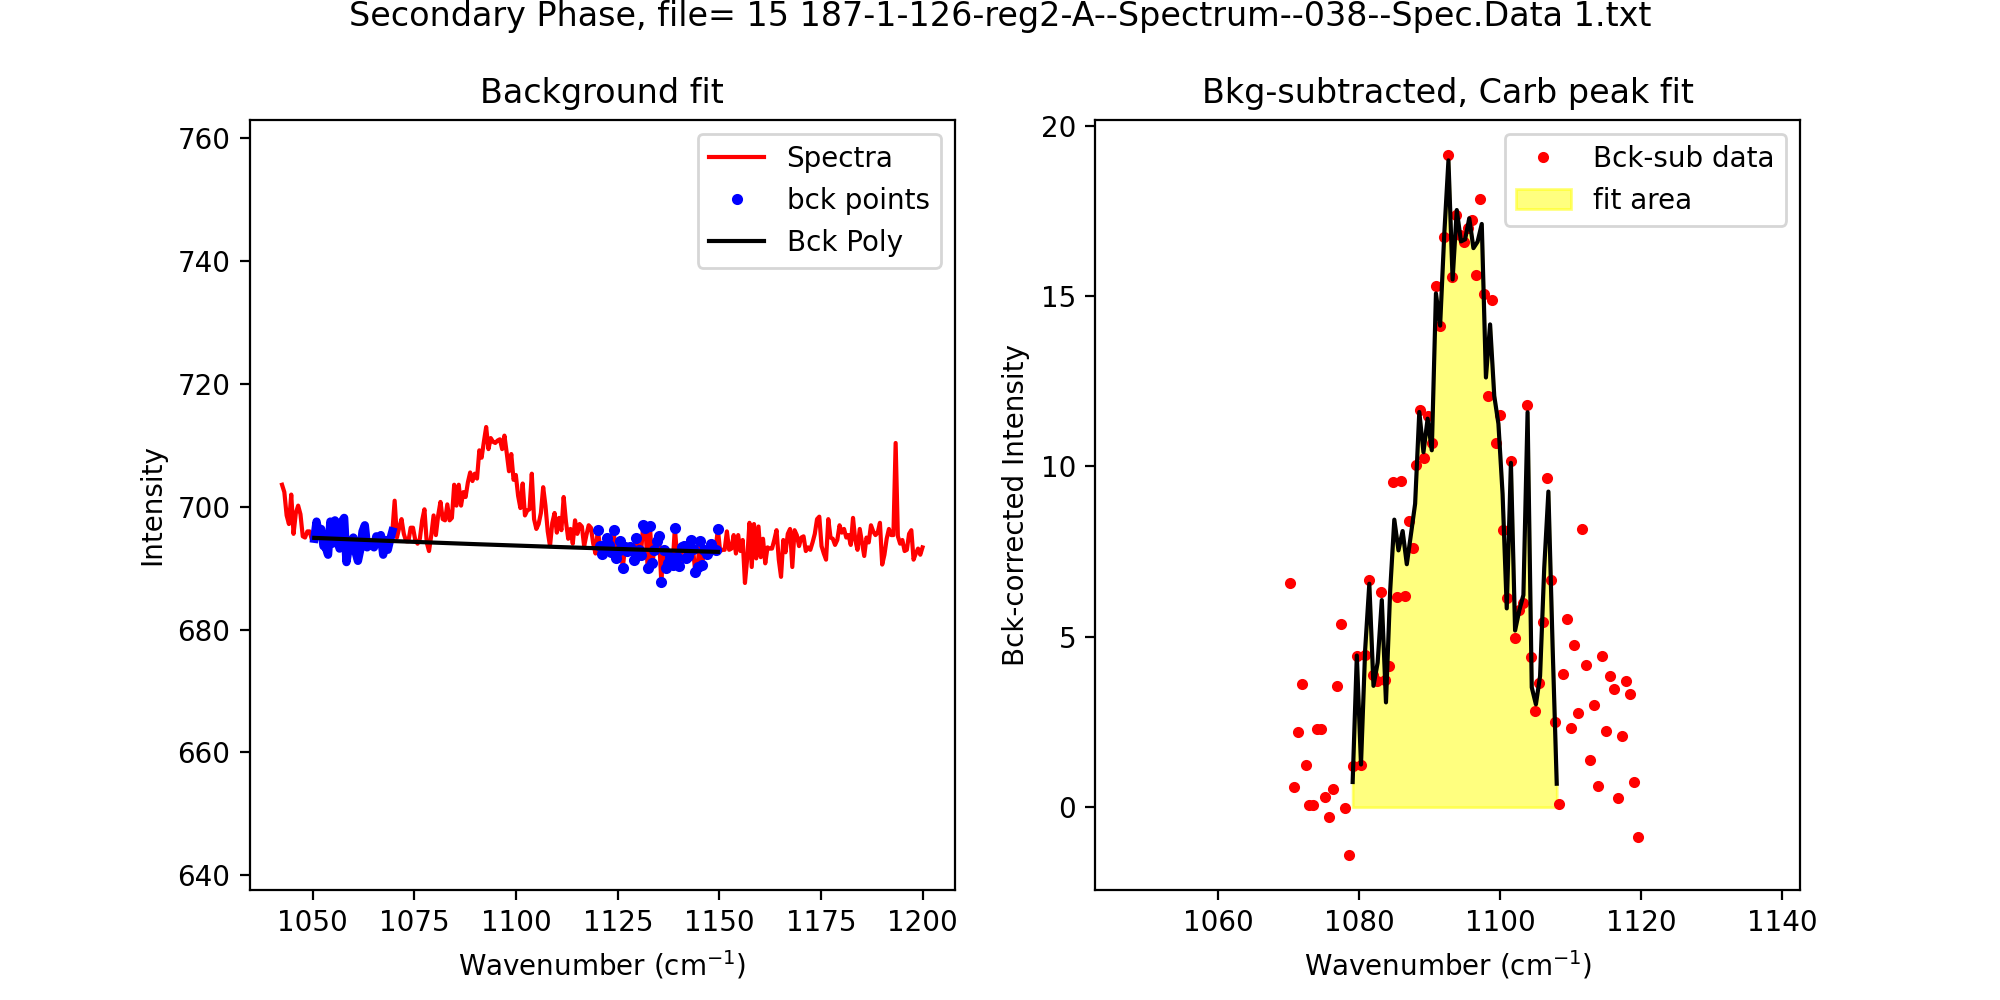 Secondary Phase, file= 15 187-1-126-reg2-A--Spectrum--038--Spec.Data 1.txt
Background fit
760
740
720
700
680
660
640
Intensity
Spectra
bck points
Bck Poly
1050 1075 1100 1125 1150 1175 1200
Wavenumber (cm⁻¹)
Bkg-subtracted, Carb peak fit
20
15
10
5
0
Bck-corrected Intensity
Bck-sub data
fit area
1060 1080 1100 1120 1140
Wavenumber (cm⁻¹)